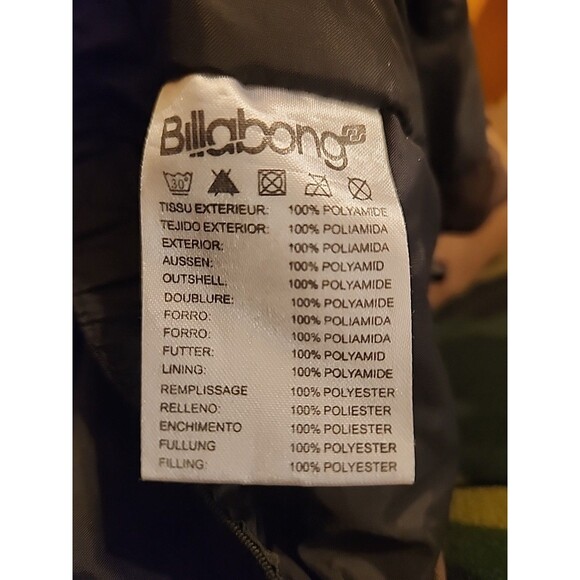 Billabong
30°
TISSU EXTERIEUR: 100% POLYAMIDE
TEJIDO EXTERIOR: 100% POLIAMIDA
EXTERIOR: 100% POLIAMIDA
AUSSEN: 100% POLYAMID
OUTSHELL: 100% POLYAMIDE
DOUBLURE: 100% POLYAMIDE
FORRO: 100% POLIAMIDA
FORRO: 100% POLIAMIDA
FUTTER: 100% POLYAMID
LINING: 100% POLYAMIDE
REMPLISSAGE 100% POLYESTER
RELLENO: 100% POLIESTER
ENCHIMENTO 100% POLIESTER
FULLUNG 100% POLYESTER
FILLING: 100% POLYESTER